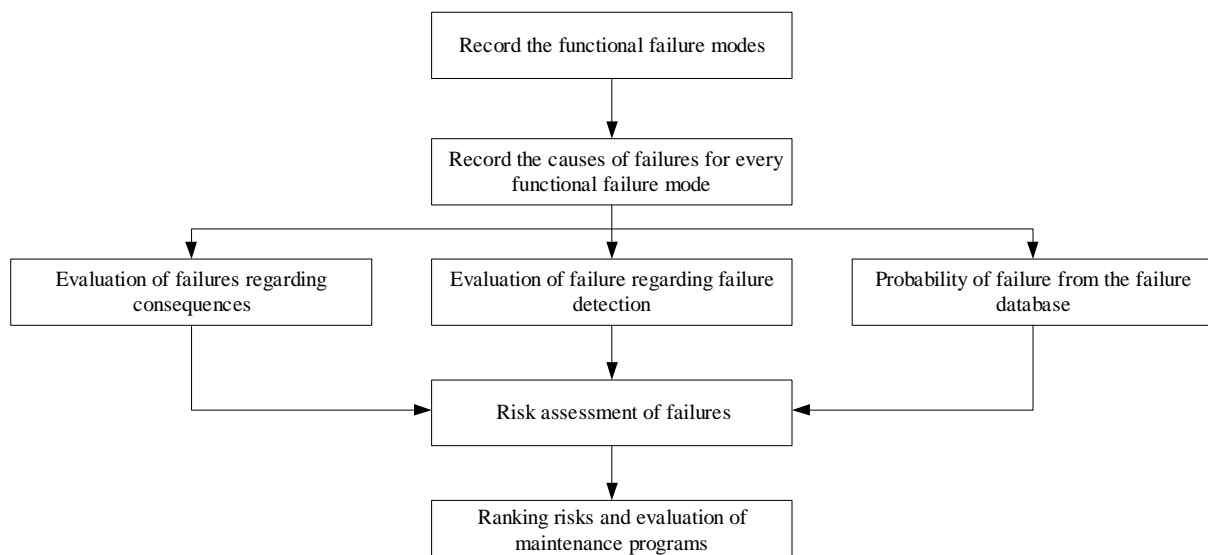 Record the functional failure modes
Record the causes of failures for every
functional failure mode
Evaluation of failures regarding
consequences
Evaluation of failure regarding failure
detection
Probability of failure from the failure
database
Risk assessment of failures
Ranking risks and evaluation of
maintenance programs